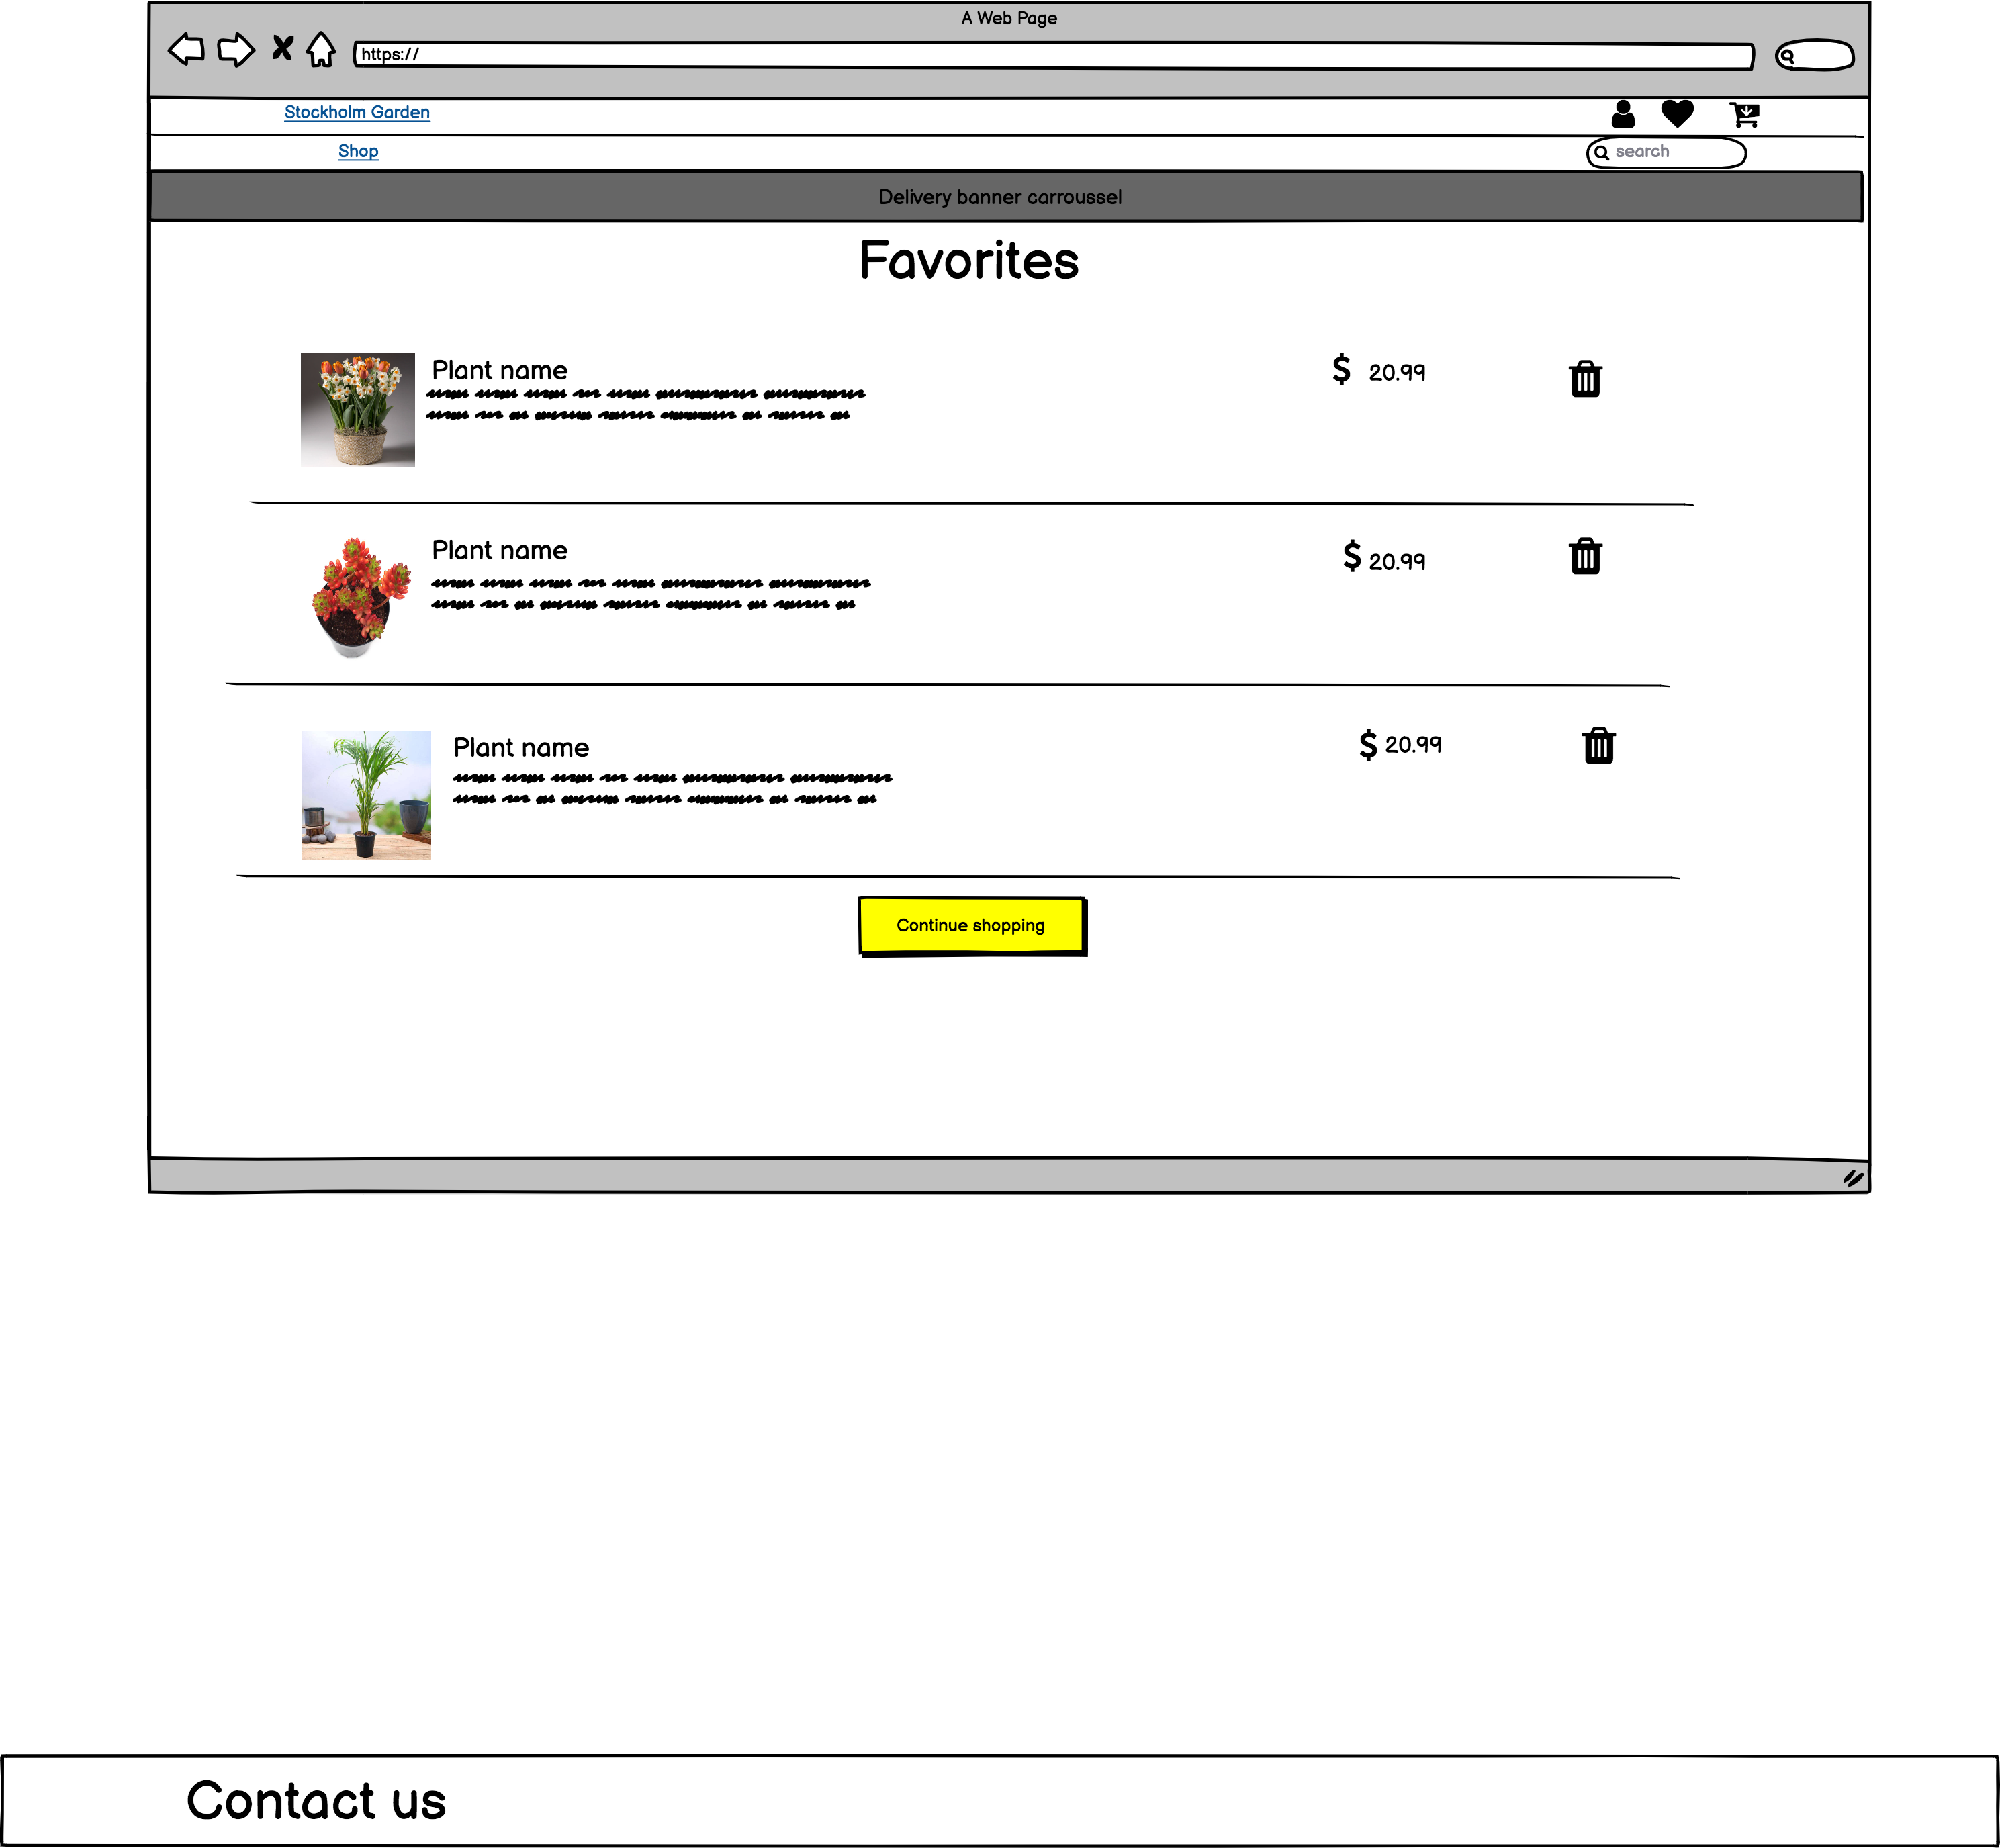 A Web Page
https://
Stockholm Garden
Shop
search
Delivery banner carroussel
Favorites
Plant name
$ 20.99
Plant name
$ 20.99
Plant name
$ 20.99
Continue shopping
Contact us